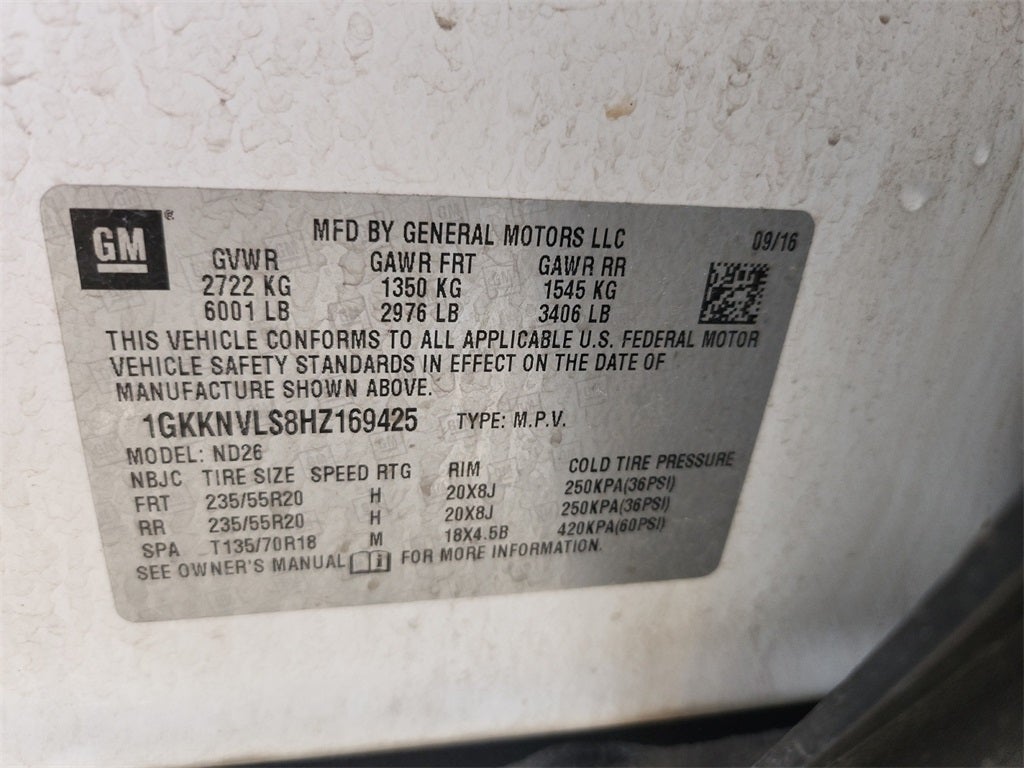 GM ®
MFD BY GENERAL MOTORS LLC 09/16
GVWR GAWR FRT GAWR RR
2722 KG 1350 KG 1545 KG
6001 LB 2976 LB 3406 LB
THIS VEHICLE CONFORMS TO ALL APPLICABLE U.S. FEDERAL MOTOR
VEHICLE SAFETY STANDARDS IN EFFECT ON THE DATE OF
MANUFACTURE SHOWN ABOVE.
1GKKNVLS8HZ169425 TYPE: M.P.V.
MODEL: ND26
NBJC TIRE SIZE SPEED RTG RIM COLD TIRE PRESSURE
FRT 235/55R20 H 20X8J 250KPA(36PSI)
RR 235/55R20 H 20X8J 250KPA(36PSI)
SPA T135/70R18 M 18X4.5B 420KPA(60PSI)
SEE OWNER'S MANUAL i FOR MORE INFORMATION.